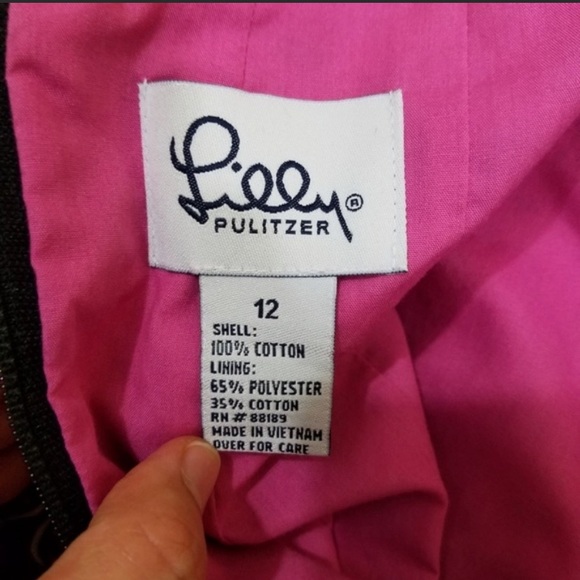 Lilly®
PULITZER
12
SHELL:
100% COTTON
LINING:
65% POLYESTER
35% COTTON
RN # 88189
MADE IN VIETNAM
OVER FOR CARE